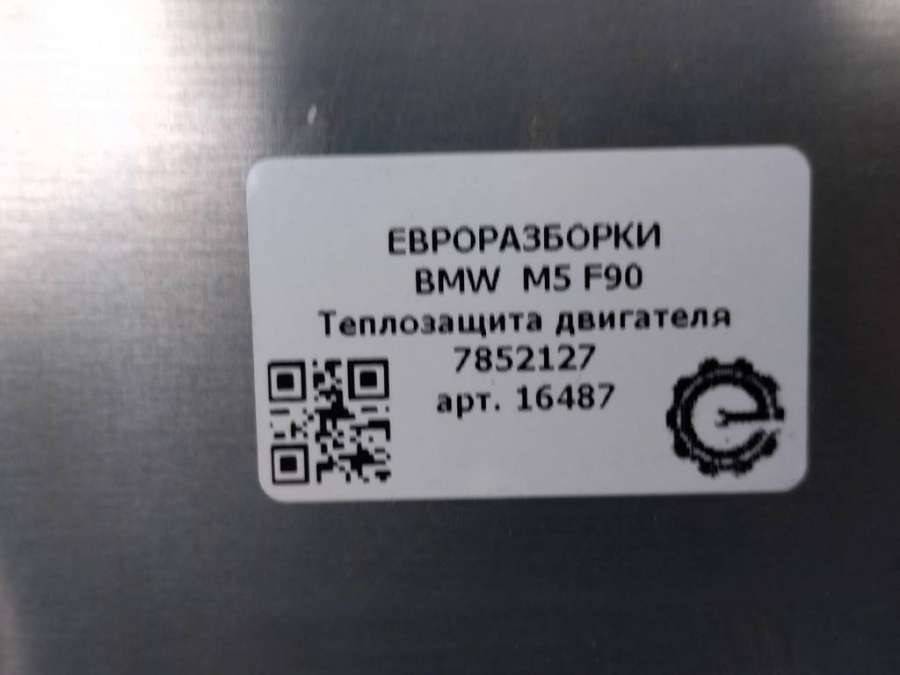 ЕВРОРАЗБОРКИ
BMW M5 F90
Теплозащита двигателя
7852127
арт. 16487